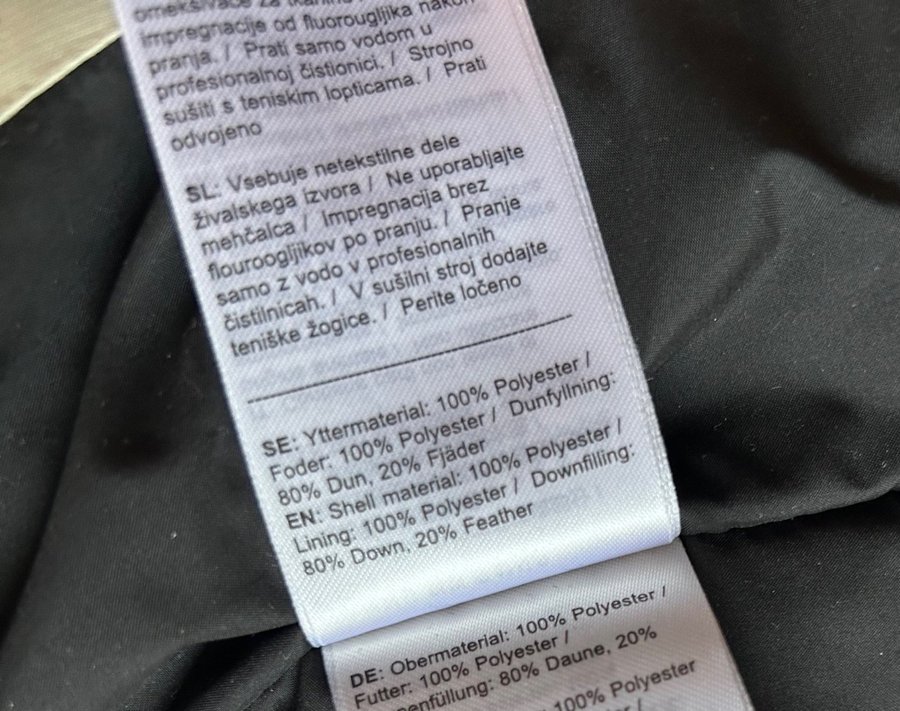 omekšivače za tkanine
Impregnacije od fluorougljika nakon
pranja. / Prati samo vodom u
profesionalnoj čistionici. / Strojno
sušiti s teniskim lopticama. / Prati
odvojeno
SL: Vsebuje netekstilne dele
živalskega izvora / Ne uporabljajte
mehčalca / Impregnacija brez
flouroogljikov po pranju. / Pranje
samo z vodo v profesionalnih
čistilnicah. / V sušilni stroj dodajte
teniške žogice. / Perite ločeno
SE: Yttermaterial: 100% Polyester /
Foder: 100% Polyester / Dunfyllning:
80% Dun, 20% Fjäder
EN: Shell material: 100% Polyester /
Lining: 100% Polyester / Downfilling:
80% Down, 20% Feather
DE: Obermaterial: 100% Polyester /
Futter: 100% Polyester /
enfüllung: 80% Daune, 20%
100% Polyester